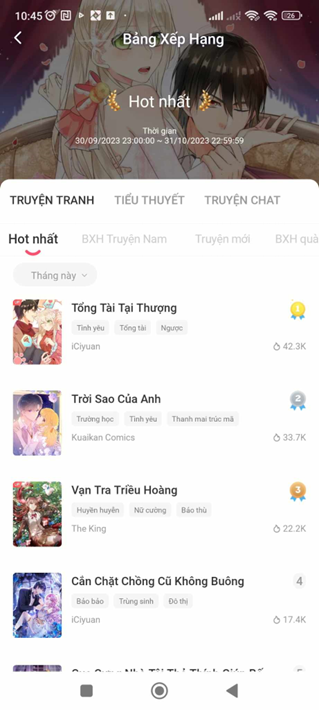 10:45
26
Bảng Xếp Hạng
Hot nhất
Thời gian
30/09/2023 23:00:00 ~ 31/10/2023 22:59:59
TRUYỆN TRANH TIỂU THUYẾT TRUYỆN CHAT
Hot nhất BXH Truyện Nam Truyện mới BXH quà
Tháng này
Tổng Tài Tại Thượng
1
Tình yêu Tổng tài Ngược
iCiyuan
42.3K
Trời Sao Của Anh
2
Trường học Tình yêu Thanh mai trúc mã
Kuaikan Comics
33.7K
Vạn Tra Triều Hoàng
3
Huyền huyễn Nữ cường Báo thù
The King
22.2K
Cắn Chặt Chồng Cũ Không Buông
4
Bảo bảo Trùng sinh Đô thị
iCiyuan
17.4K